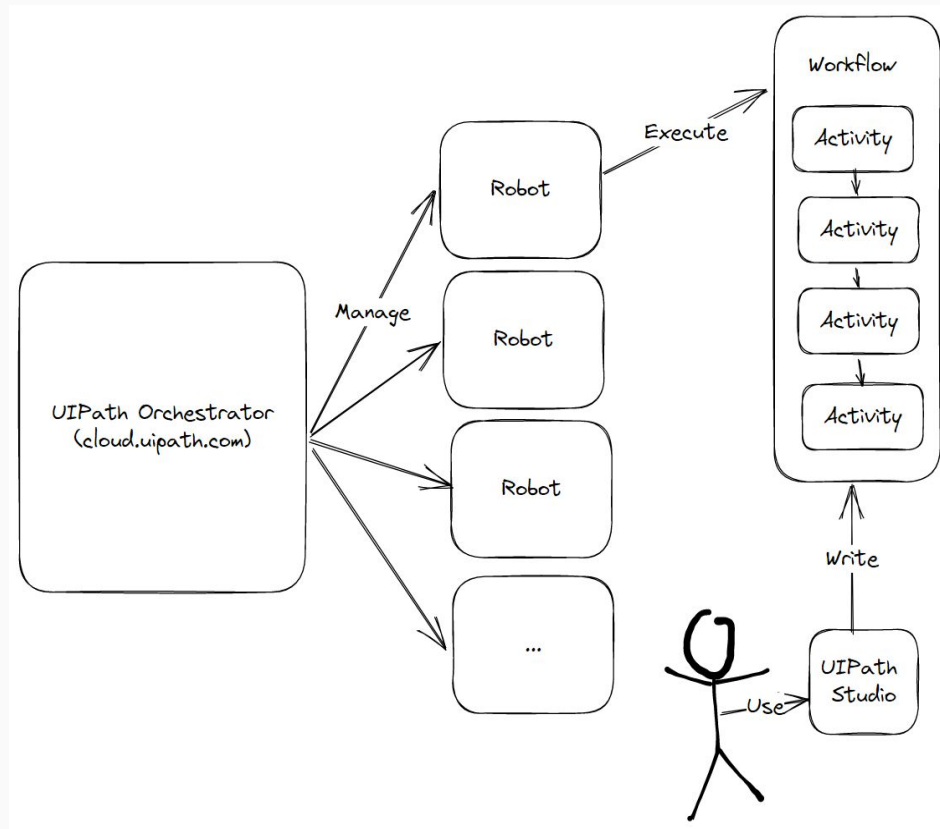 UIPath Orchestrator
(cloud.uipath.com)
Manage
Robot
Robot
Robot
...
Execute
Workflow
Activity
Activity
Activity
Activity
Write
Use
UIPath
Studio